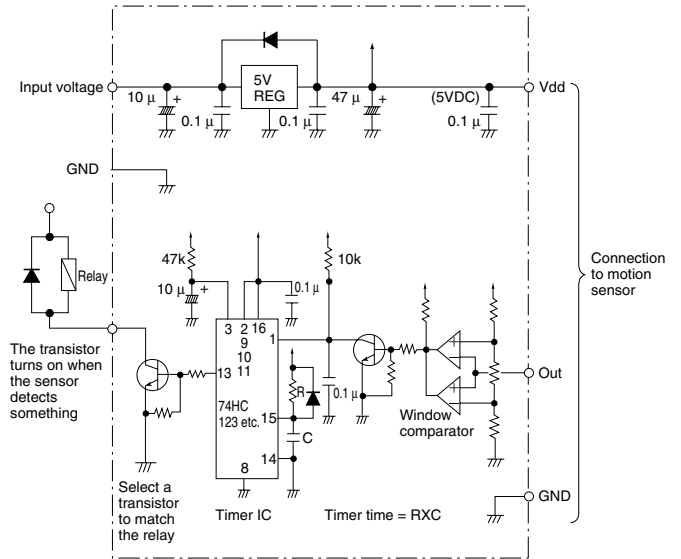 Input voltage
10 μ
+
0.1 μ
5V
REG
0.1 μ
47 μ
+
(5VDC)
0.1 μ
Vdd
GND
Relay
47k
10 μ
+
0.1 μ
10k
Connection
to motion
sensor
3 2 16
9
10
11
1
13
74HC
123 etc.
15
14
8
R
C
0.1 μ
+
−
+
−
Out
Window
comparator
The transistor
turns on when
the sensor
detects
something
Select a
transistor
to match
the relay
Timer IC
Timer time = RXC
GND